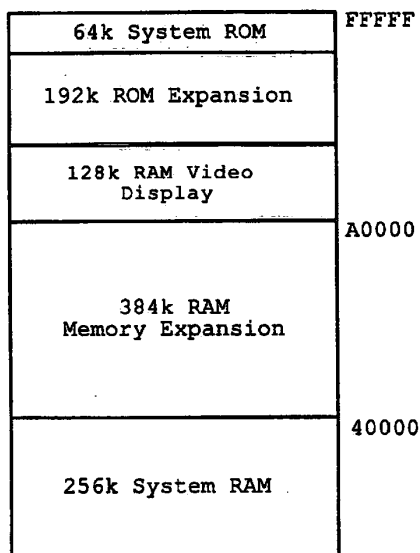 64k System ROM
FFFFF
192k ROM Expansion
128k RAM Video
Display
A0000
384k RAM
Memory Expansion
40000
256k System RAM